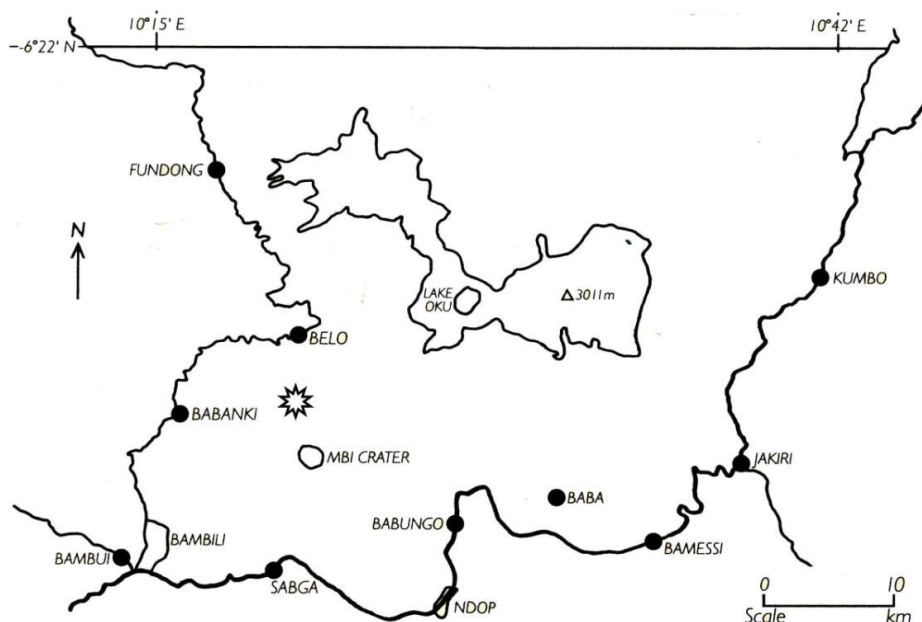 10°15' E
10°42' E
6°22' N
FUNDONG
N
LAKE
OKU
3011m
KUMBO
BELO
BABANKI
MBI CRATER
JAKIRI
BABA
BABUNGO
BAMBILI
BAMBUI
BAMESSI
SABGA
NDOP
0 10
Scale km